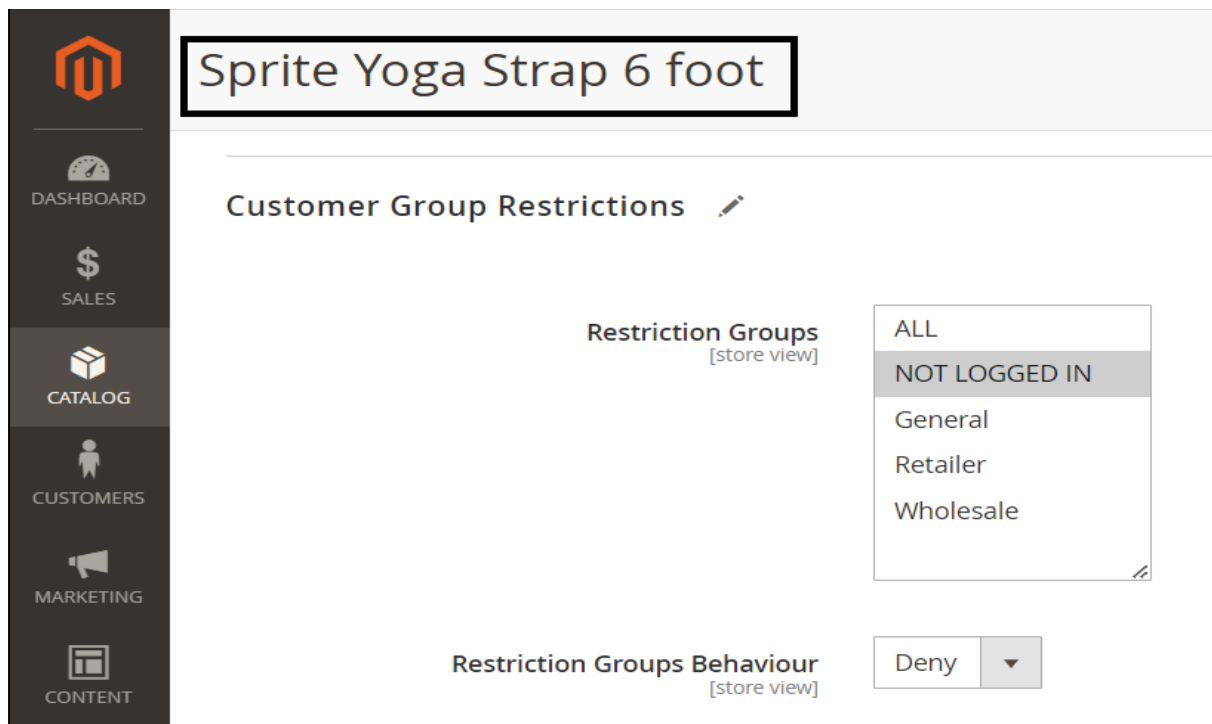 Sprite Yoga Strap 6 foot
DASHBOARD
SALES
CATALOG
CUSTOMERS
MARKETING
CONTENT
Customer Group Restrictions
Restriction Groups
[store view]
ALL
NOT LOGGED IN
General
Retailer
Wholesale
Restriction Groups Behaviour
[store view]
Deny